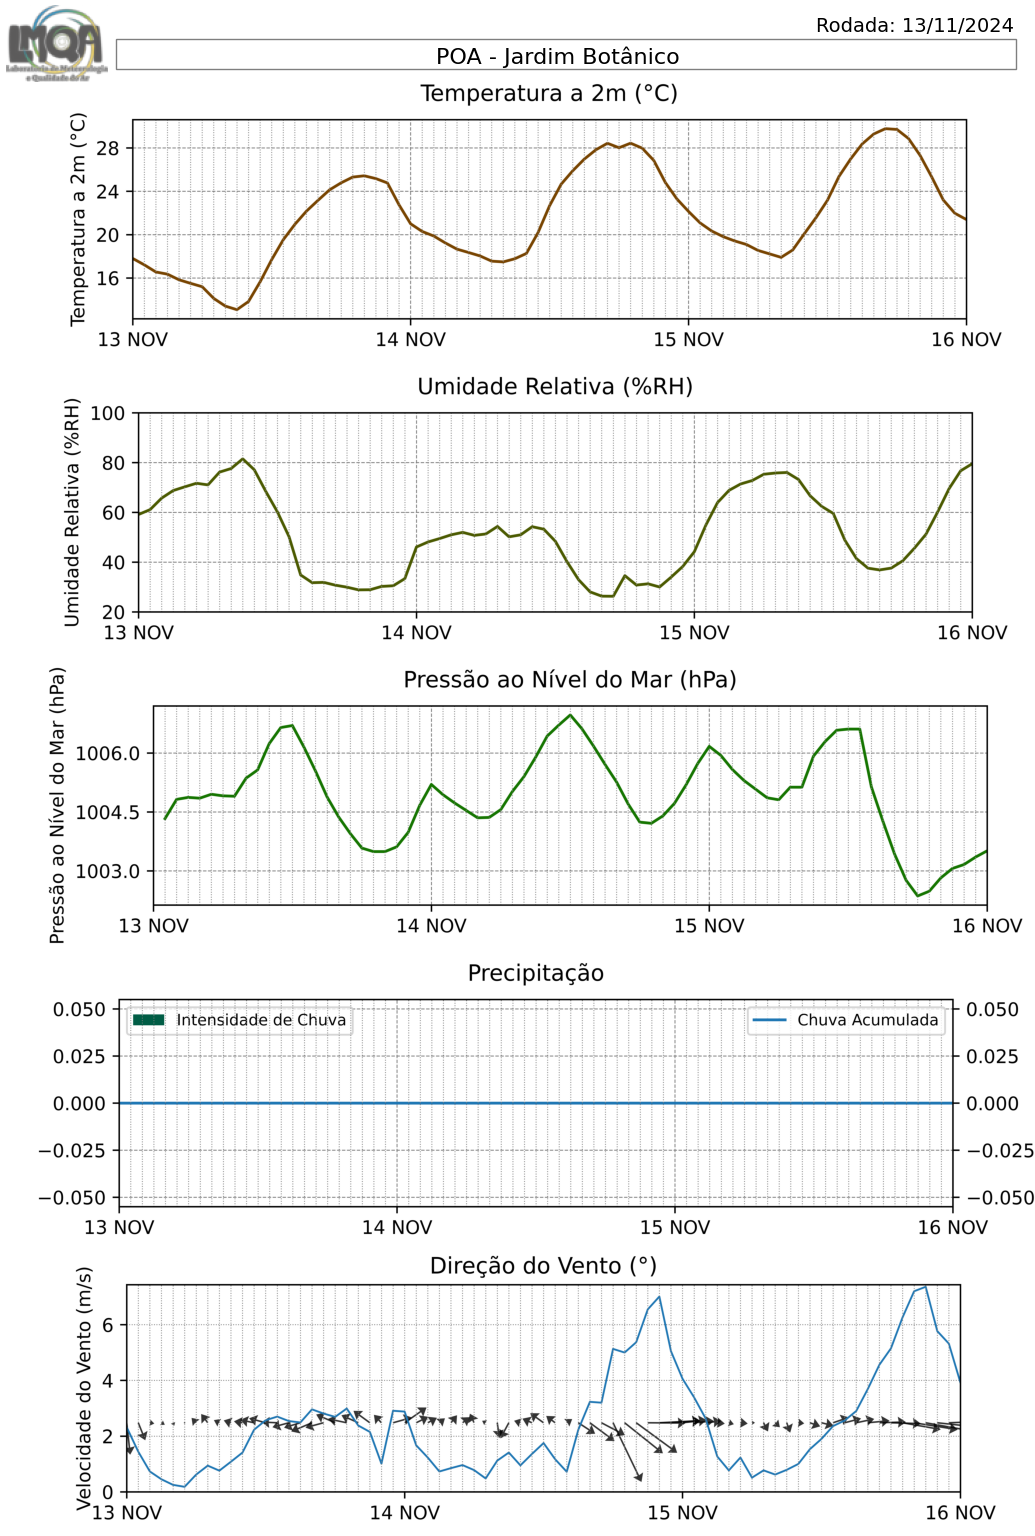 LMQA
Laboratório de Meteorologia
e Qualidade do Ar
Rodada: 13/11/2024
POA - Jardim Botânico
Temperatura a 2m (°C)
Temperatura a 2m (°C)
28
24
20
16
13 NOV 14 NOV 15 NOV 16 NOV
Umidade Relativa (%RH)
Umidade Relativa (%RH)
100
80
60
40
20
13 NOV 14 NOV 15 NOV 16 NOV
Pressão ao Nível do Mar (hPa)
Pressão ao Nível do Mar (hPa)
1006.0
1004.5
1003.0
13 NOV 14 NOV 15 NOV 16 NOV
Precipitação
0.050 Intensidade de Chuva Chuva Acumulada 0.050
0.025 0.025
0.000 0.000
−0.025 −0.025
−0.050 −0.050
13 NOV 14 NOV 15 NOV 16 NOV
Direção do Vento (°)
Velocidade do Vento (m/s)
6
4
2
0
13 NOV 14 NOV 15 NOV 16 NOV